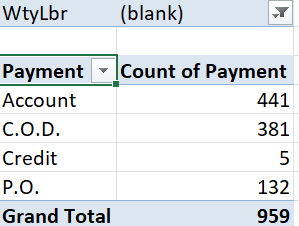 WtyLbr (blank)
Payment Count of Payment
Account 441
C.O.D. 381
Credit 5
P.O. 132
Grand Total 959